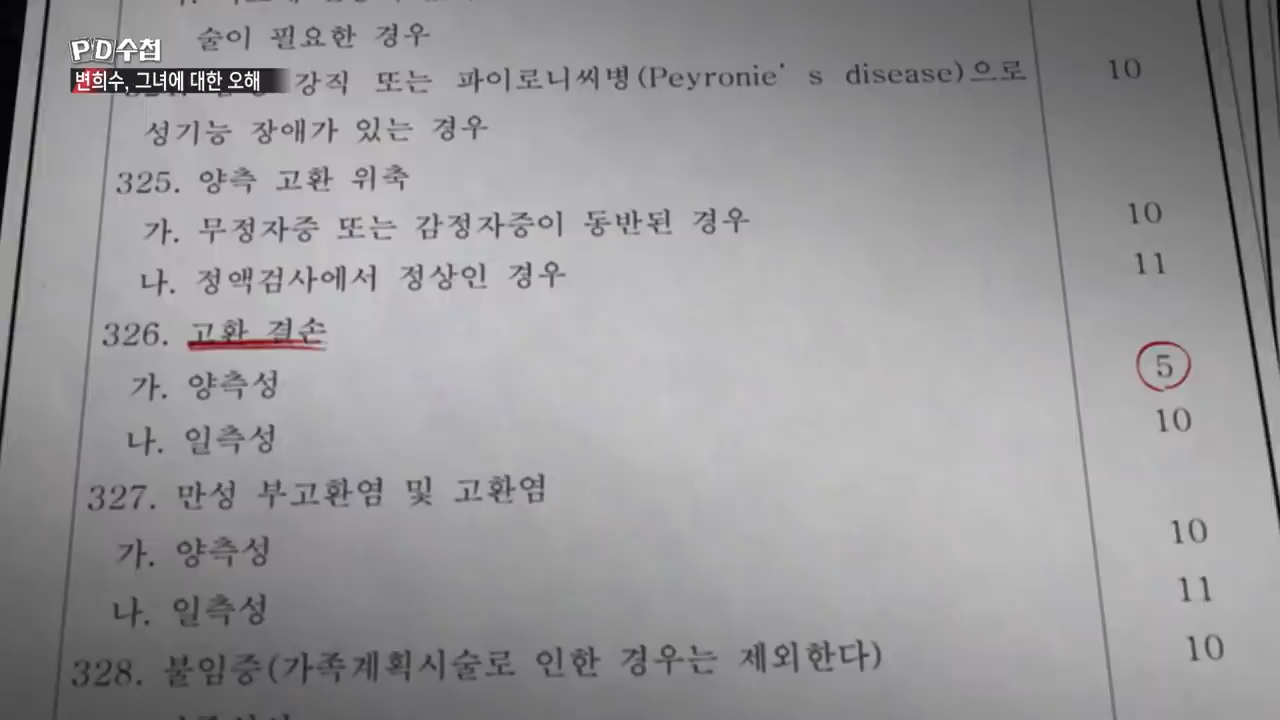 PD수첩
변희수, 그녀에 대한 오해
술이 필요한 경우
강직 또는 파이로니씨병(Peyronie's disease)으로 10
성기능 장애가 있는 경우
325. 양측 고환 위축
가. 무정자증 또는 감정자증이 동반된 경우 10
나. 정액검사에서 정상인 경우 11
326. 고환 결손
가. 양측성 5
나. 일측성 10
327. 만성 부고환염 및 고환염
가. 양측성 10
나. 일측성 11
328. 불임증(가족계획시술로 인한 경우는 제외한다) 10